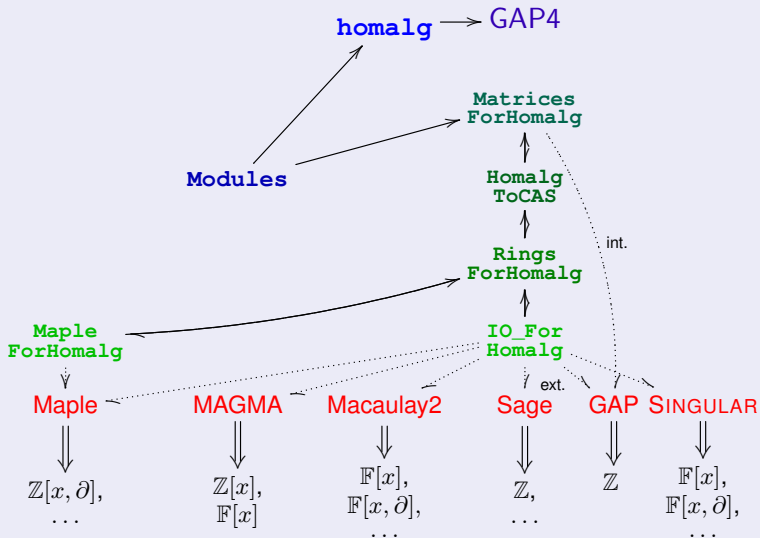 homalg
GAP4
Matrices
ForHomalg
Modules
Homalg
ToCAS
int.
Rings
ForHomalg
Maple
ForHomalg
IO_For
Homalg
ext.
Maple
MAGMA
Macaulay2
Sage
GAP
SINGULAR
ℤ[x, ∂],
...
ℤ[x],
𝔽[x]
𝔽[x],
𝔽[x, ∂],
...
ℤ,
...
ℤ
𝔽[x],
𝔽[x, ∂],
...